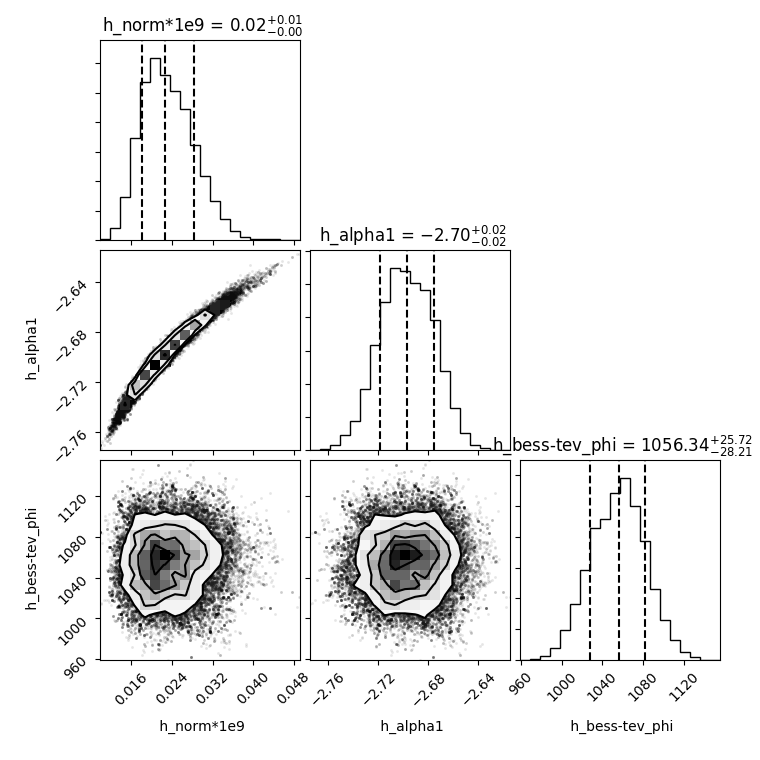 h_norm*1e9 = 0.02+0.01−0.00
h_alpha1 = −2.70+0.02−0.02
−2.64
−2.68
−2.72
−2.76
h_alpha1
h_bess-tev_phi = 1056.34+25.72−28.21
1120
1080
1040
1000
960
h_bess-tev_phi
0.016 0.024 0.032 0.040 0.048
−2.76 −2.72 −2.68 −2.64
960 1000 1040 1080 1120
h_norm*1e9 h_alpha1 h_bess-tev_phi